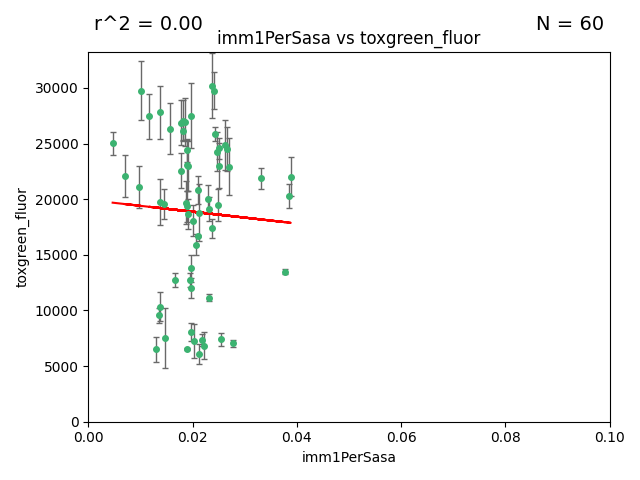 r^2 = 0.00
N = 60
imm1PerSasa vs toxgreen_fluor
30000
25000
20000
15000
10000
5000
0
toxgreen_fluor
0.00
0.02
0.04
0.06
0.08
0.10
imm1PerSasa